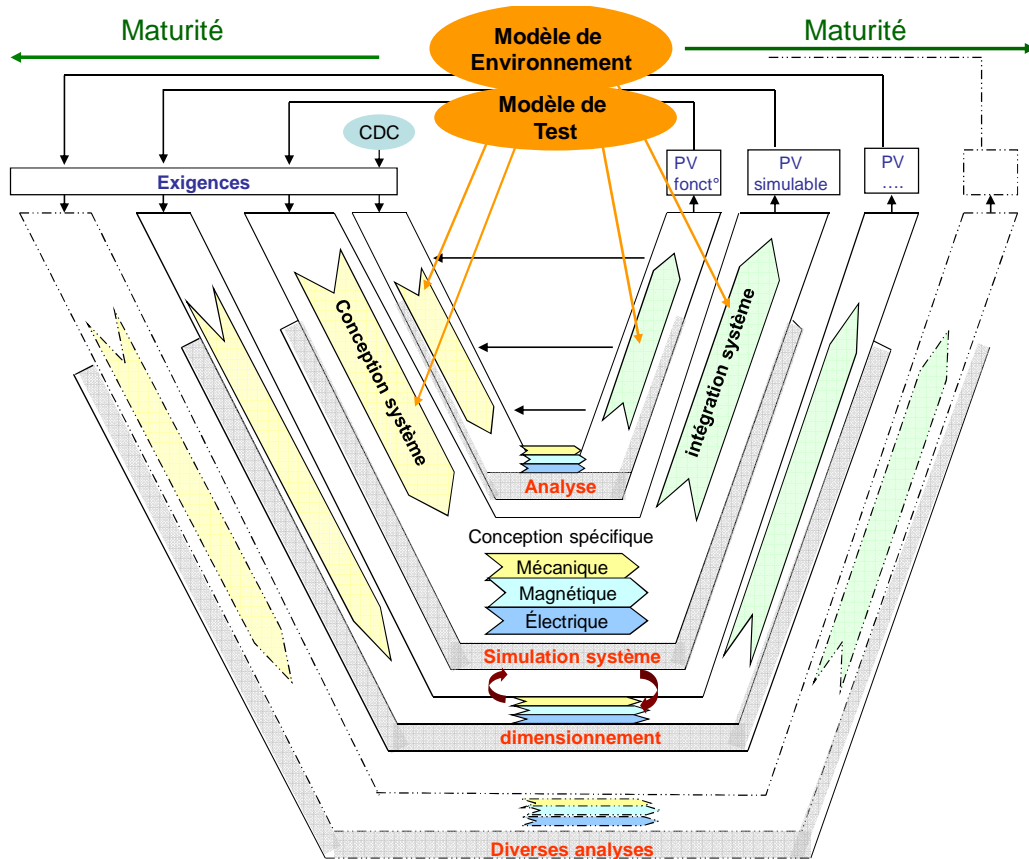 Maturité
Modèle de
Environnement
Maturité
Modèle de
Test
CDC
Exigences
PV
fonct°
PV
simulable
PV
....
Conception système
intégration système
Analyse
Conception spécifique
Mécanique
Magnétique
Électrique
Simulation système
dimensionnement
Diverses analyses